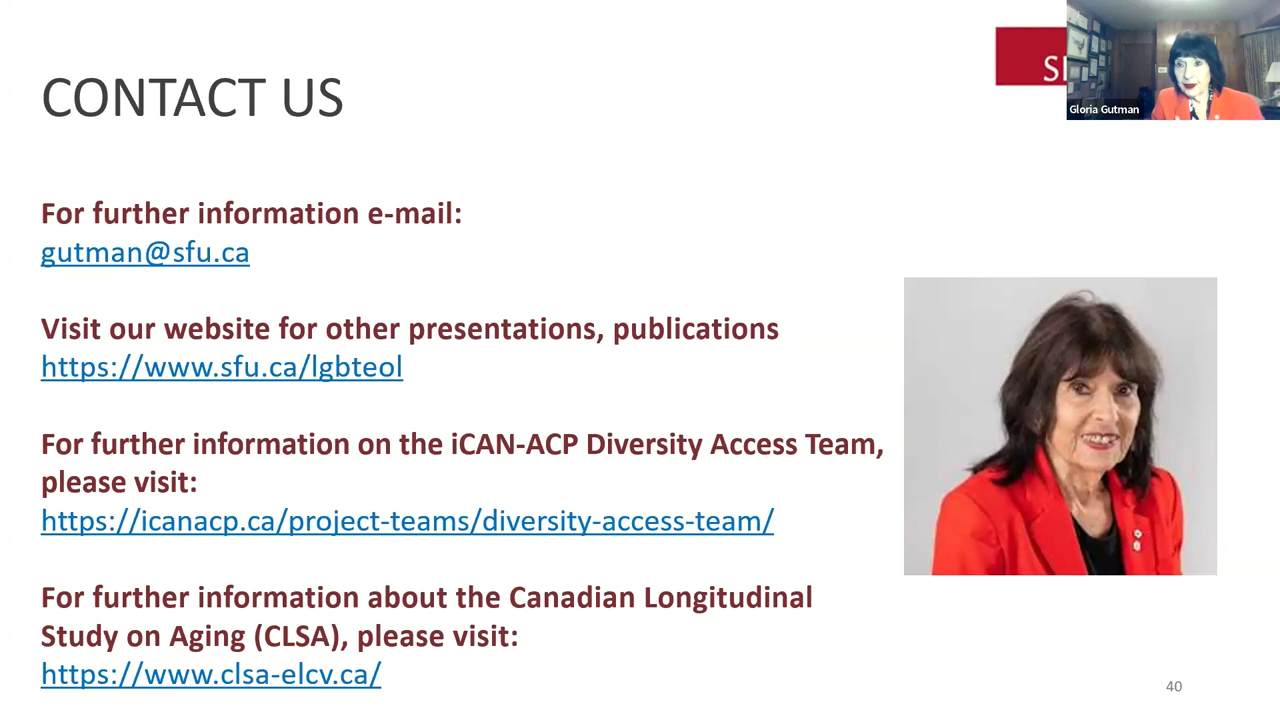 CONTACT US
Gloria Gutman
For further information e-mail:
gutman@sfu.ca
Visit our website for other presentations, publications
https://www.sfu.ca/lgbteol
For further information on the iCAN-ACP Diversity Access Team,
please visit:
https://icanacp.ca/project-teams/diversity-access-team/
For further information about the Canadian Longitudinal
Study on Aging (CLSA), please visit:
https://www.clsa-elcv.ca/
40